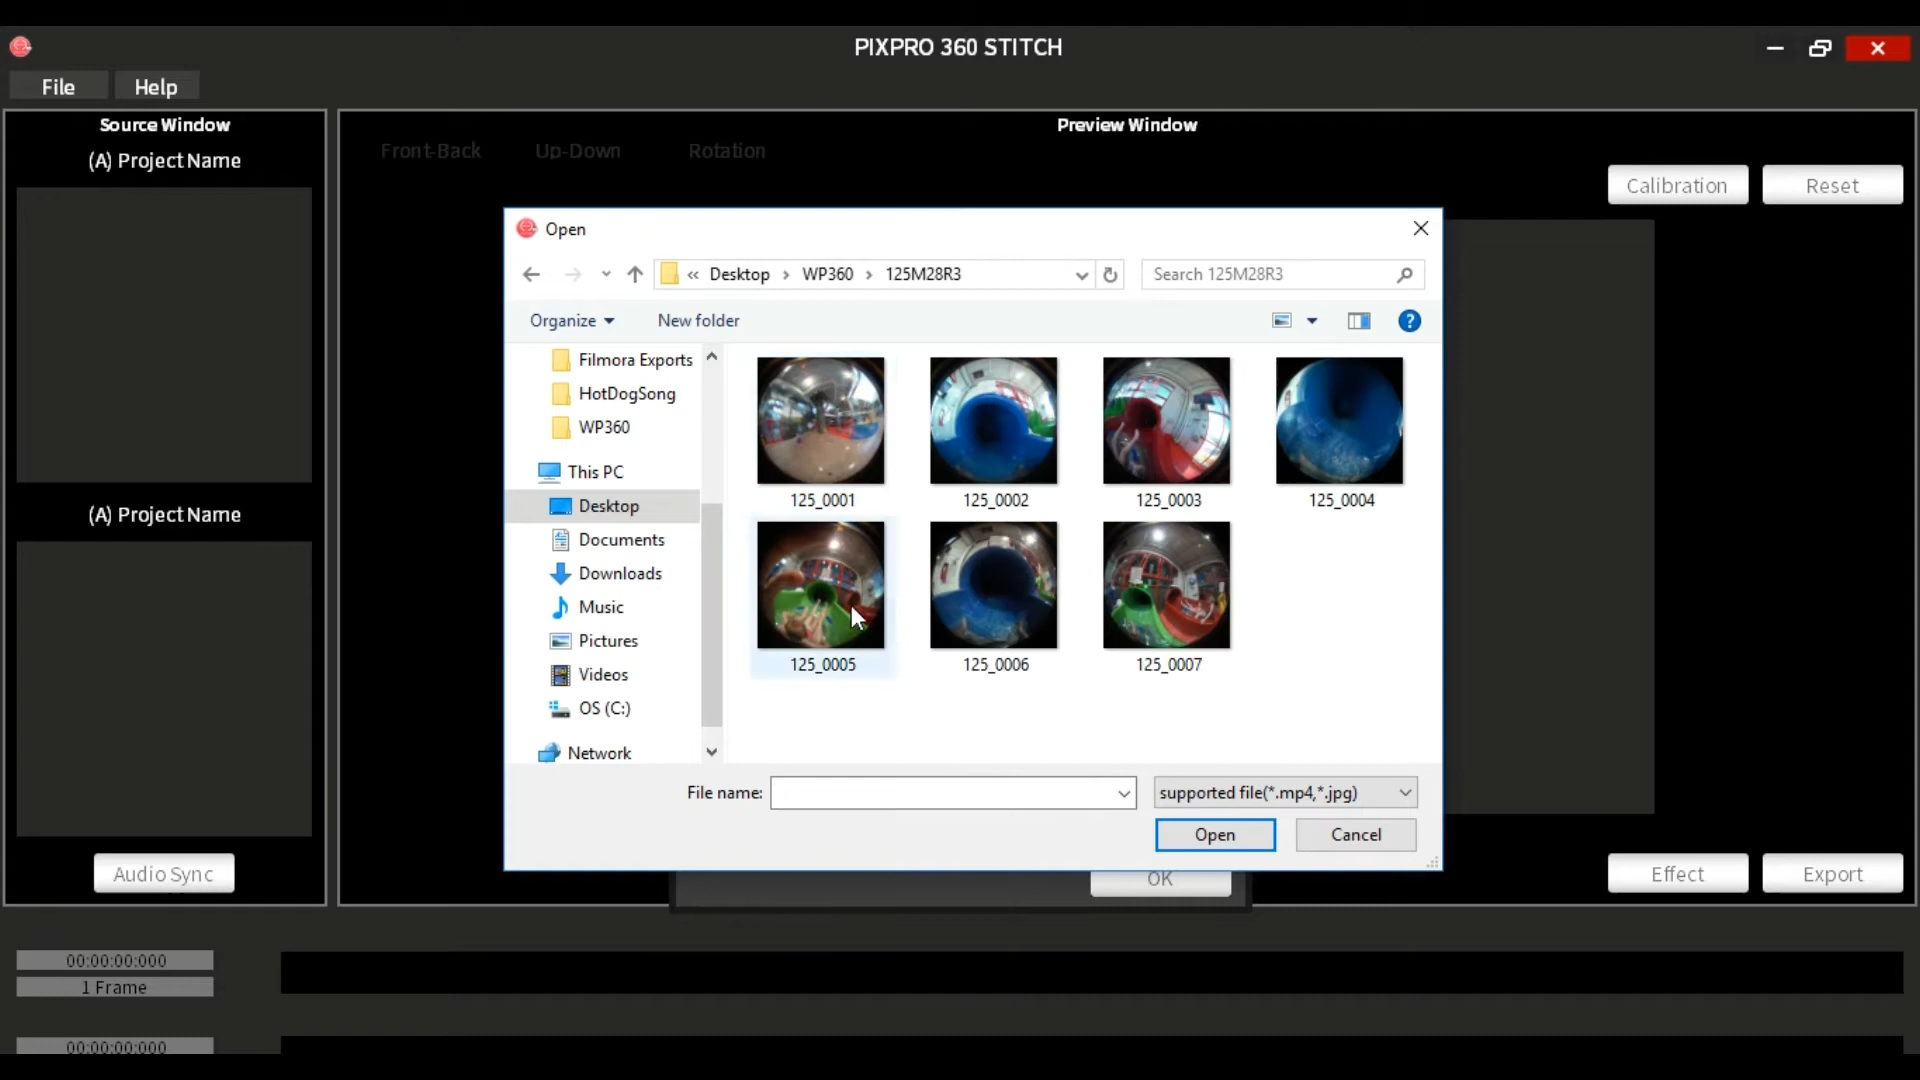 PIXPRO 360 STITCH
File Help
Source Window
(A) Project Name
(A) Project Name
Audio Sync
Preview Window
Front-Back Up-Down Rotation
Calibration Reset
Open
« Desktop › WP360 › 125M28R3
Search 125M28R3
Organize New folder
?
Filmora Exports
HotDogSong
WP360
This PC
Desktop
Documents
Downloads
Music
Pictures
Videos
OS (C:)
Network
125_0001 125_0002 125_0003 125_0004
125_0005 125_0006 125_0007
File name:
supported file(*.mp4,*.jpg)
Open Cancel
OK
Effect Export
00:00:00:000
1 Frame
00:00:00:000